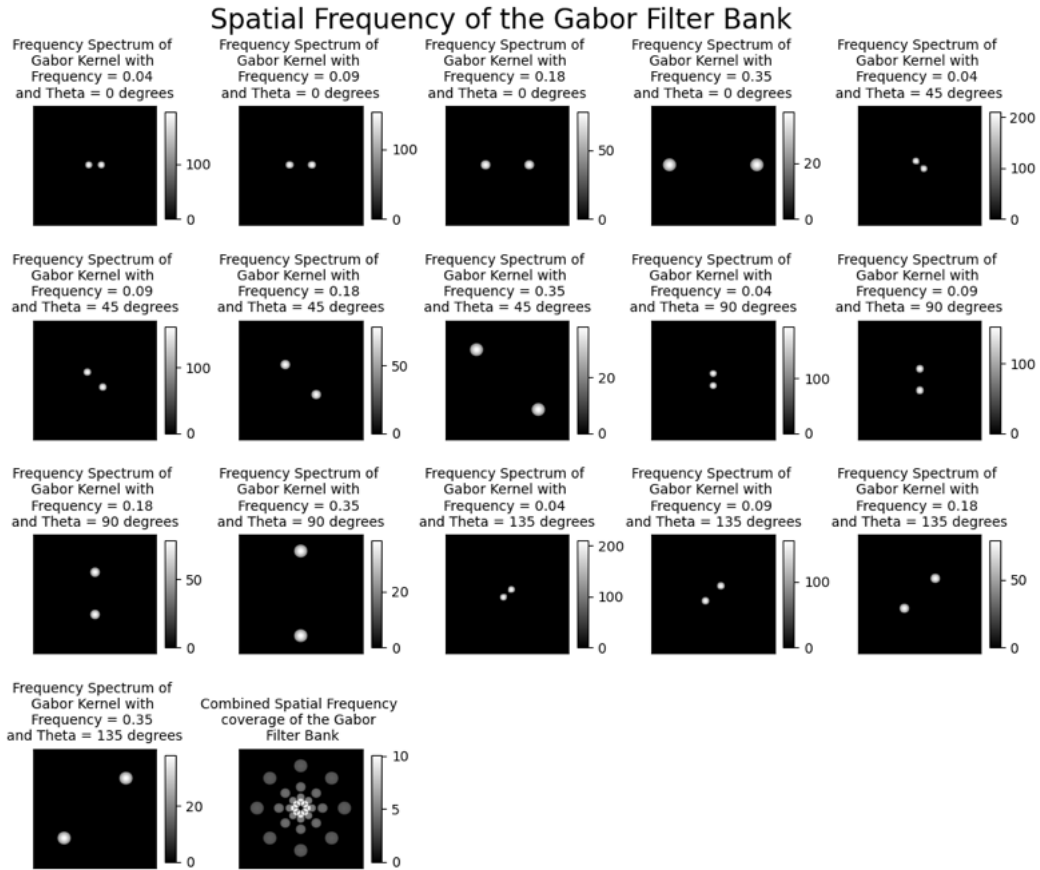 Spatial Frequency of the Gabor Filter Bank
Frequency Spectrum of
Gabor Kernel with
Frequency = 0.04
and Theta = 0 degrees
100
0
Frequency Spectrum of
Gabor Kernel with
Frequency = 0.09
and Theta = 0 degrees
100
0
Frequency Spectrum of
Gabor Kernel with
Frequency = 0.18
and Theta = 0 degrees
50
0
Frequency Spectrum of
Gabor Kernel with
Frequency = 0.35
and Theta = 0 degrees
20
0
Frequency Spectrum of
Gabor Kernel with
Frequency = 0.04
and Theta = 45 degrees
200
100
0
Frequency Spectrum of
Gabor Kernel with
Frequency = 0.09
and Theta = 45 degrees
100
0
Frequency Spectrum of
Gabor Kernel with
Frequency = 0.18
and Theta = 45 degrees
50
0
Frequency Spectrum of
Gabor Kernel with
Frequency = 0.35
and Theta = 45 degrees
20
0
Frequency Spectrum of
Gabor Kernel with
Frequency = 0.04
and Theta = 90 degrees
100
0
Frequency Spectrum of
Gabor Kernel with
Frequency = 0.09
and Theta = 90 degrees
100
0
Frequency Spectrum of
Gabor Kernel with
Frequency = 0.18
and Theta = 90 degrees
50
0
Frequency Spectrum of
Gabor Kernel with
Frequency = 0.35
and Theta = 90 degrees
20
0
Frequency Spectrum of
Gabor Kernel with
Frequency = 0.04
and Theta = 135 degrees
200
100
0
Frequency Spectrum of
Gabor Kernel with
Frequency = 0.09
and Theta = 135 degrees
100
0
Frequency Spectrum of
Gabor Kernel with
Frequency = 0.18
and Theta = 135 degrees
50
0
Frequency Spectrum of
Gabor Kernel with
Frequency = 0.35
and Theta = 135 degrees
20
0
Combined Spatial Frequency
coverage of the Gabor
Filter Bank
10
5
0